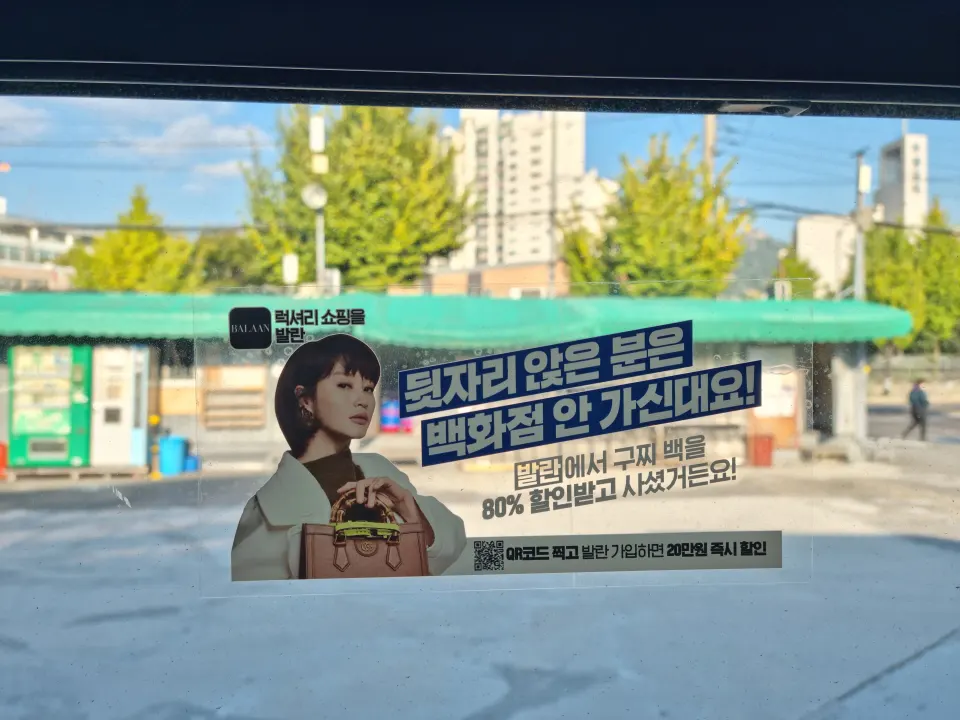 BALAAN
럭셔리 쇼핑을
발란
뒷자리 앉은 분은
백화점 안 가신대요!
발란에서 구찌 백을
80% 할인받고 사셨거든요!
QR코드 찍고 발란 가입하면 20만원 즉시 할인